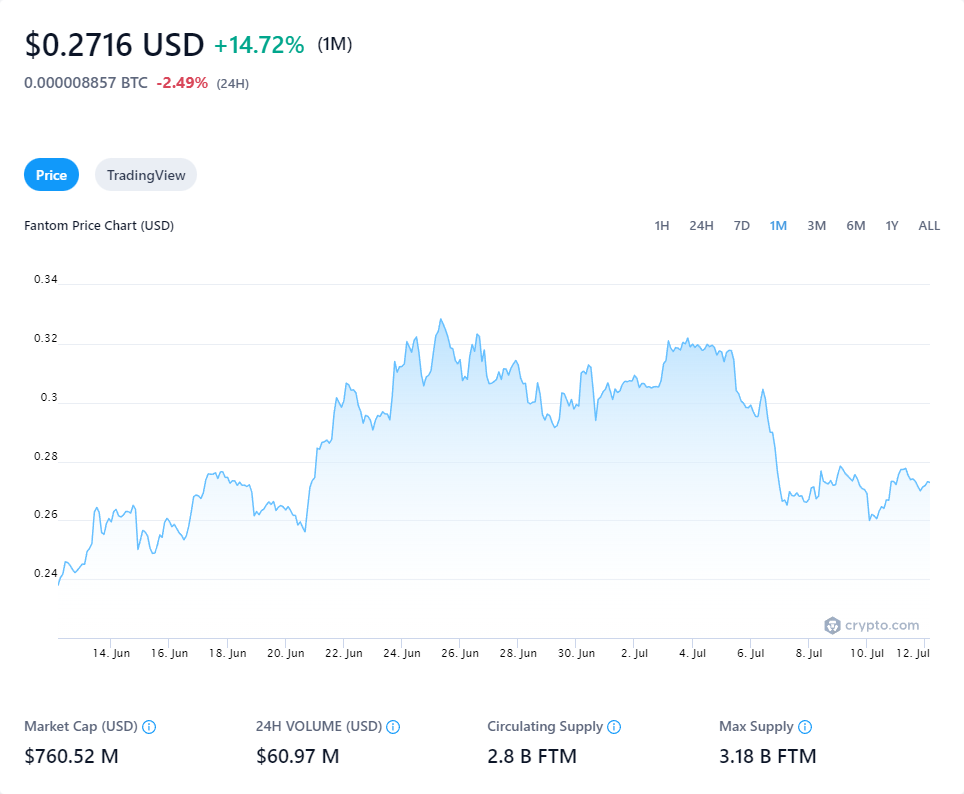 $0.2716 USD +14.72% (1M)
0.000008857 BTC -2.49% (24H)
Price TradingView
Fantom Price Chart (USD) 1H 24H 7D 1M 3M 6M 1Y ALL
0.34
0.32
0.3
0.28
0.26
0.24
crypto.com
14. Jun 16. Jun 18. Jun 20. Jun 22. Jun 24. Jun 26. Jun 28. Jun 30. Jun 2. Jul 4. Jul 6. Jul 8. Jul 10. Jul 12. Jul
Market Cap (USD) 24H VOLUME (USD) Circulating Supply Max Supply
$760.52 M $60.97 M 2.8 B FTM 3.18 B FTM